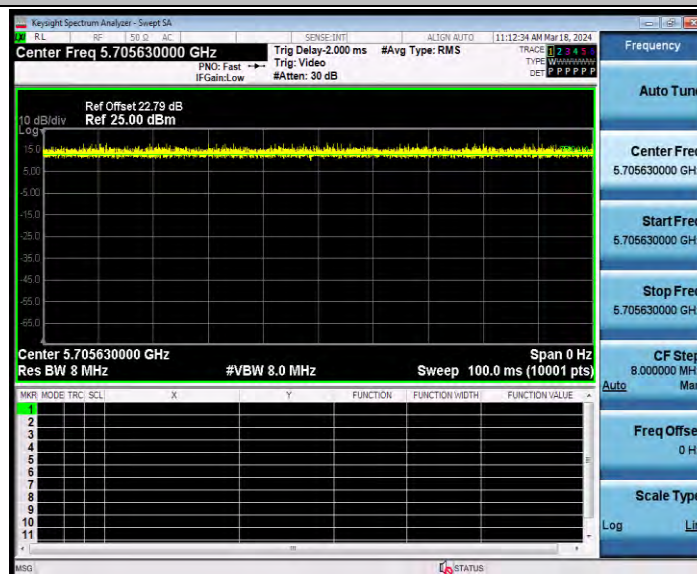 Keysight Spectrum Analyzer - Swept SA
LXI RL RF 50 Ω AC SENSE:INT ALIGN AUTO 11:12:34 AM Mar 18, 2024
Center Freq 5.705630000 GHz
PNO: Fast
IFGain:Low
Trig Delay-2.000 ms
Trig: Video
#Atten: 30 dB
#Avg Type: RMS
TRACE 1 2 3 4 5 6
TYPE WWWWWW
DET P P P P P P
Ref Offset 22.79 dB
10 dB/div Ref 25.00 dBm
Log
15.0
5.00
-5.00
-15.0
-25.0
-35.0
-45.0
-55.0
-65.0
Center 5.705630000 GHz Span 0 Hz
Res BW 8 MHz #VBW 8.0 MHz Sweep 100.0 ms (10001 pts)
MKR MODE TRC SCL X Y FUNCTION FUNCTION WIDTH FUNCTION VALUE
1
2
3
4
5
6
7
8
9
10
11
MSG STATUS
Frequency
Auto Tune
Center Freq
5.705630000 GH
Start Freq
5.705630000 GH
Stop Freq
5.705630000 GH
CF Step
8.000000 MH
Auto Man
Freq Offse
0 H
Scale Type
Log Lin